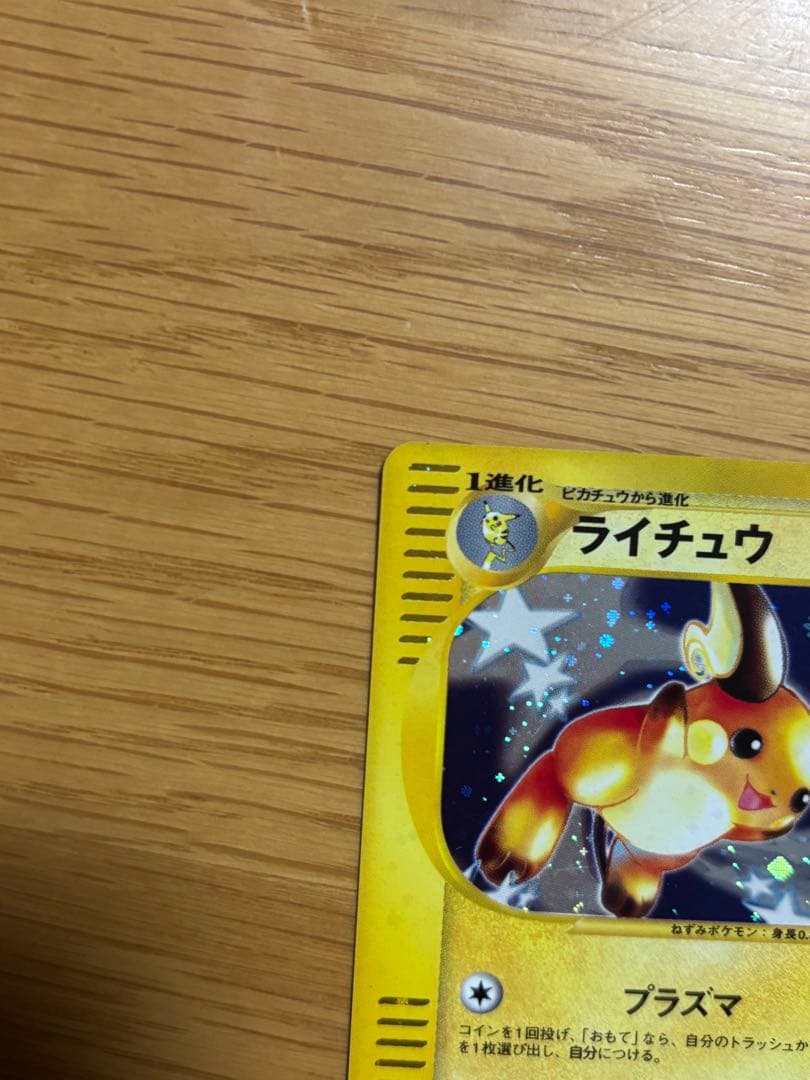 1進化
ピカチュウから進化
ライチュウ
ねずみポケモン：身長0.
プラズマ
コインを1回投げ、「おもて」なら、自分のトラッシュか
を1枚選び出し、自分につける。